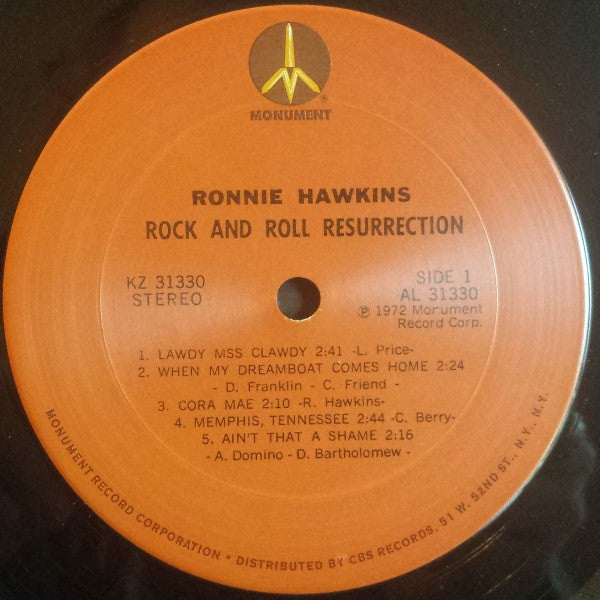 MONUMENT®
RONNIE HAWKINS
ROCK AND ROLL RESURRECTION
KZ 31330
STEREO
SIDE 1
AL 31330
℗ 1972 Monument
Record Corp.
1. LAWDY MSS CLAWDY 2:41 -L. Price-
2. WHEN MY DREAMBOAT COMES HOME 2:24
- D. Franklin - C. Friend -
3. CORA MAE 2:10 -R. Hawkins-
4. MEMPHIS, TENNESSEE 2:44 -C. Berry-
5. AIN'T THAT A SHAME 2:16
-A. Domino - D. Bartholomew -
MONUMENT RECORD CORPORATION • DISTRIBUTED BY CBS RECORDS, 51 W. 52ND ST., N.Y., N.Y.